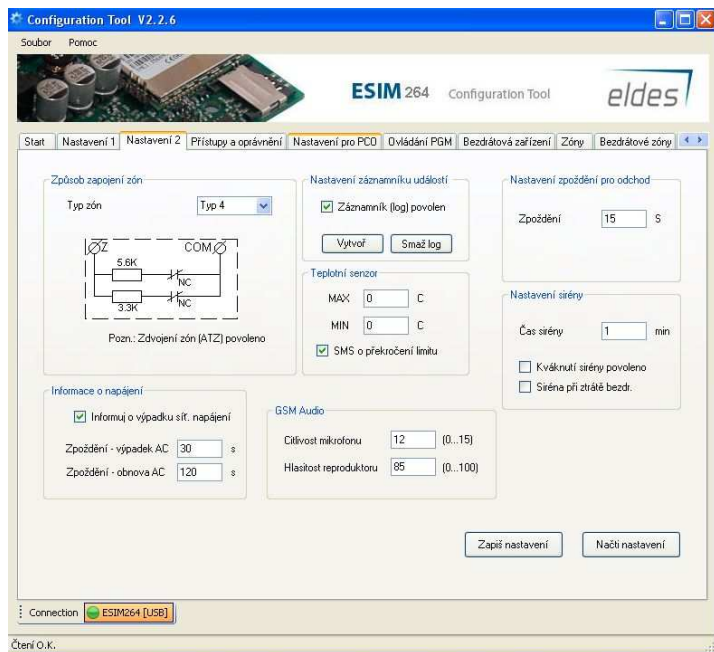 Configuration Tool V2.2.6
Soubor Pomoc
ESIM 264 Configuration Tool
eldes
Start Nastavení 1 Nastavení 2 Přístupy a oprávnění Nastavení pro PCO Ovládání PGM Bezdrátová zařízení Zóny Bezdrátové zóny
Způsob zapojení zón
Typ zón Typ 4
Z COM
5.6K
NC
3.3K
NC
Pozn.: Zdvojení zón (ATZ) povoleno
Nastavení záznamníku událostí
Záznamník (log) povolen
Vytvoř Smaž log
Teplotní senzor
MAX 0 C
MIN 0 C
SMS o překročení limitu
Nastavení zpoždění pro odchod
Zpoždění 15 S
Nastavení sirény
Čas sirény 1 min
Kváknutí sirény povoleno
Siréna při ztrátě bezdr.
Informace o napájení
Informuj o výpadku síť. napájení
Zpoždění - výpadek AC 30 s
Zpoždění - obnova AC 120 s
GSM Audio
Citlivost mikrofonu 12 (0...15)
Hlasitost reproduktoru 85 (0...100)
Zapiš nastavení Načti nastavení
Connection ESIM264 [USB]
Čtení O.K.